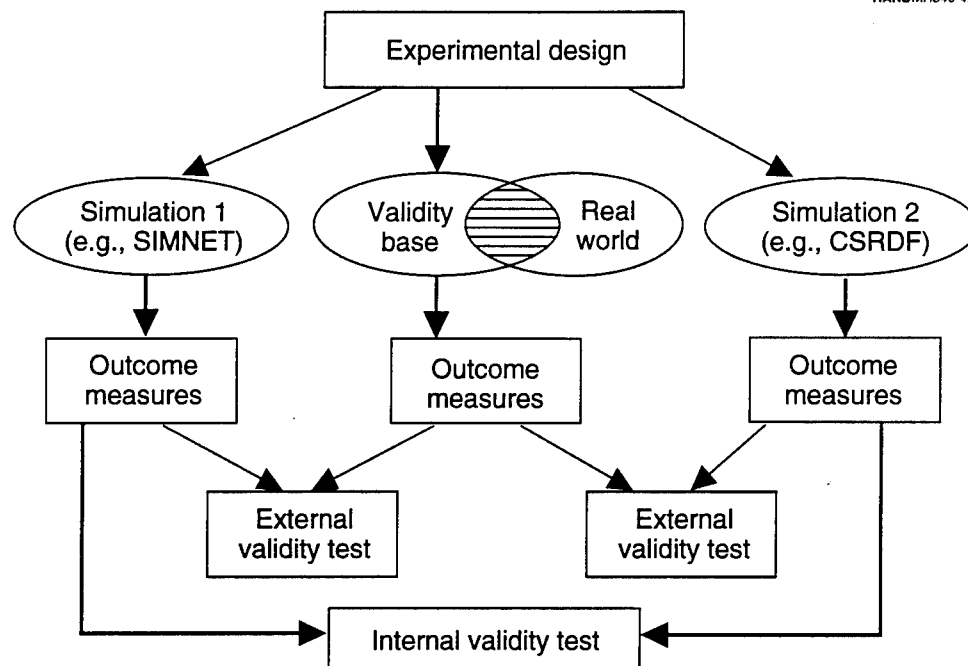 Experimental design
Simulation 1
(e.g., SIMNET)
Validity
base
Real
world
Simulation 2
(e.g., CSRDF)
Outcome
measures
Outcome
measures
Outcome
measures
External
validity test
External
validity test
Internal validity test